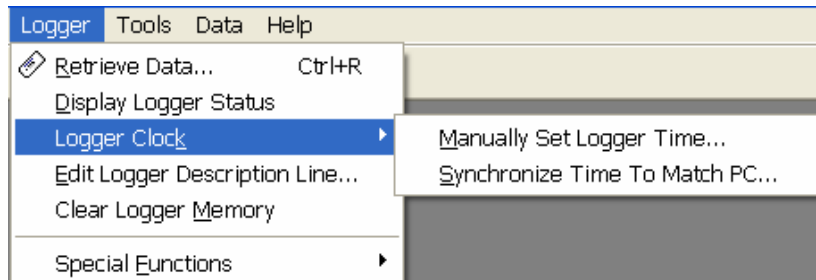 Logger Tools Data Help
Retrieve Data... Ctrl+R
Display Logger Status
Logger Clock
Manually Set Logger Time...
Synchronize Time To Match PC...
Edit Logger Description Line...
Clear Logger Memory
Special Functions